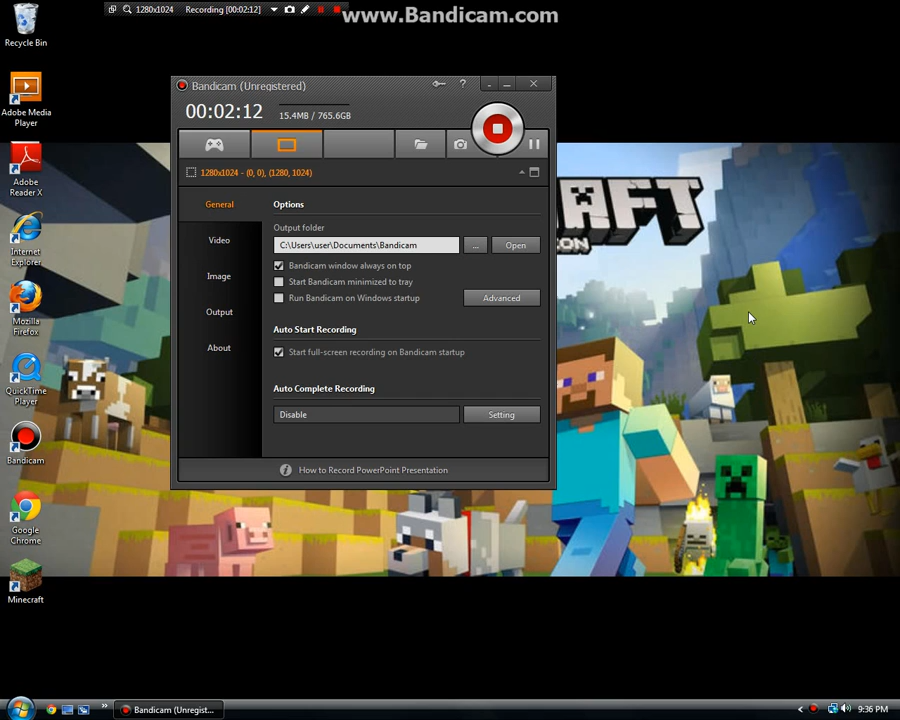 1280x1024 Recording [00:02:12]
www.Bandicam.com
Recycle Bin
Adobe Media
Player
Adobe
Reader X
Internet
Explorer
Mozilla
Firefox
QuickTime
Player
Bandicam
Google
Chrome
Minecraft
Bandicam (Unregistered)
?
00:02:12
15.4MB / 765.6GB
1280x1024 - (0, 0), (1280, 1024)
General
Video
Image
Output
About
Options
Output folder
C:\Users\user\Documents\Bandicam
...
Open
Bandicam window always on top
Start Bandicam minimized to tray
Run Bandicam on Windows startup
Advanced
Auto Start Recording
Start full-screen recording on Bandicam startup
Auto Complete Recording
Disable
Setting
How to Record PowerPoint Presentation
RAFT
ION
Bandicam (Unregist...
9:36 PM